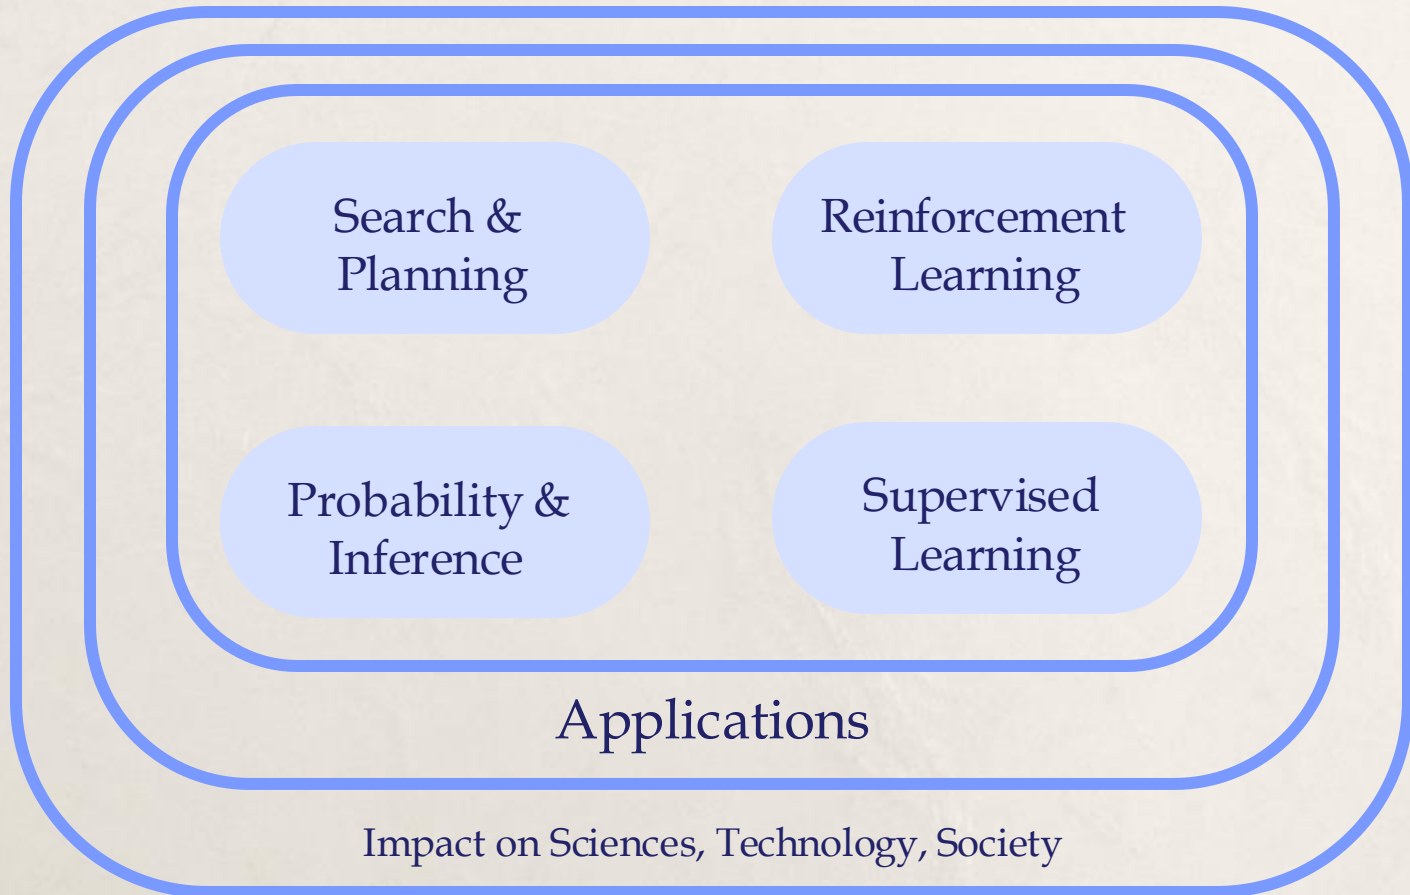 Search &
Planning
Reinforcement
Learning
Probability &
Inference
Supervised
Learning
Applications
Impact on Sciences, Technology, Society